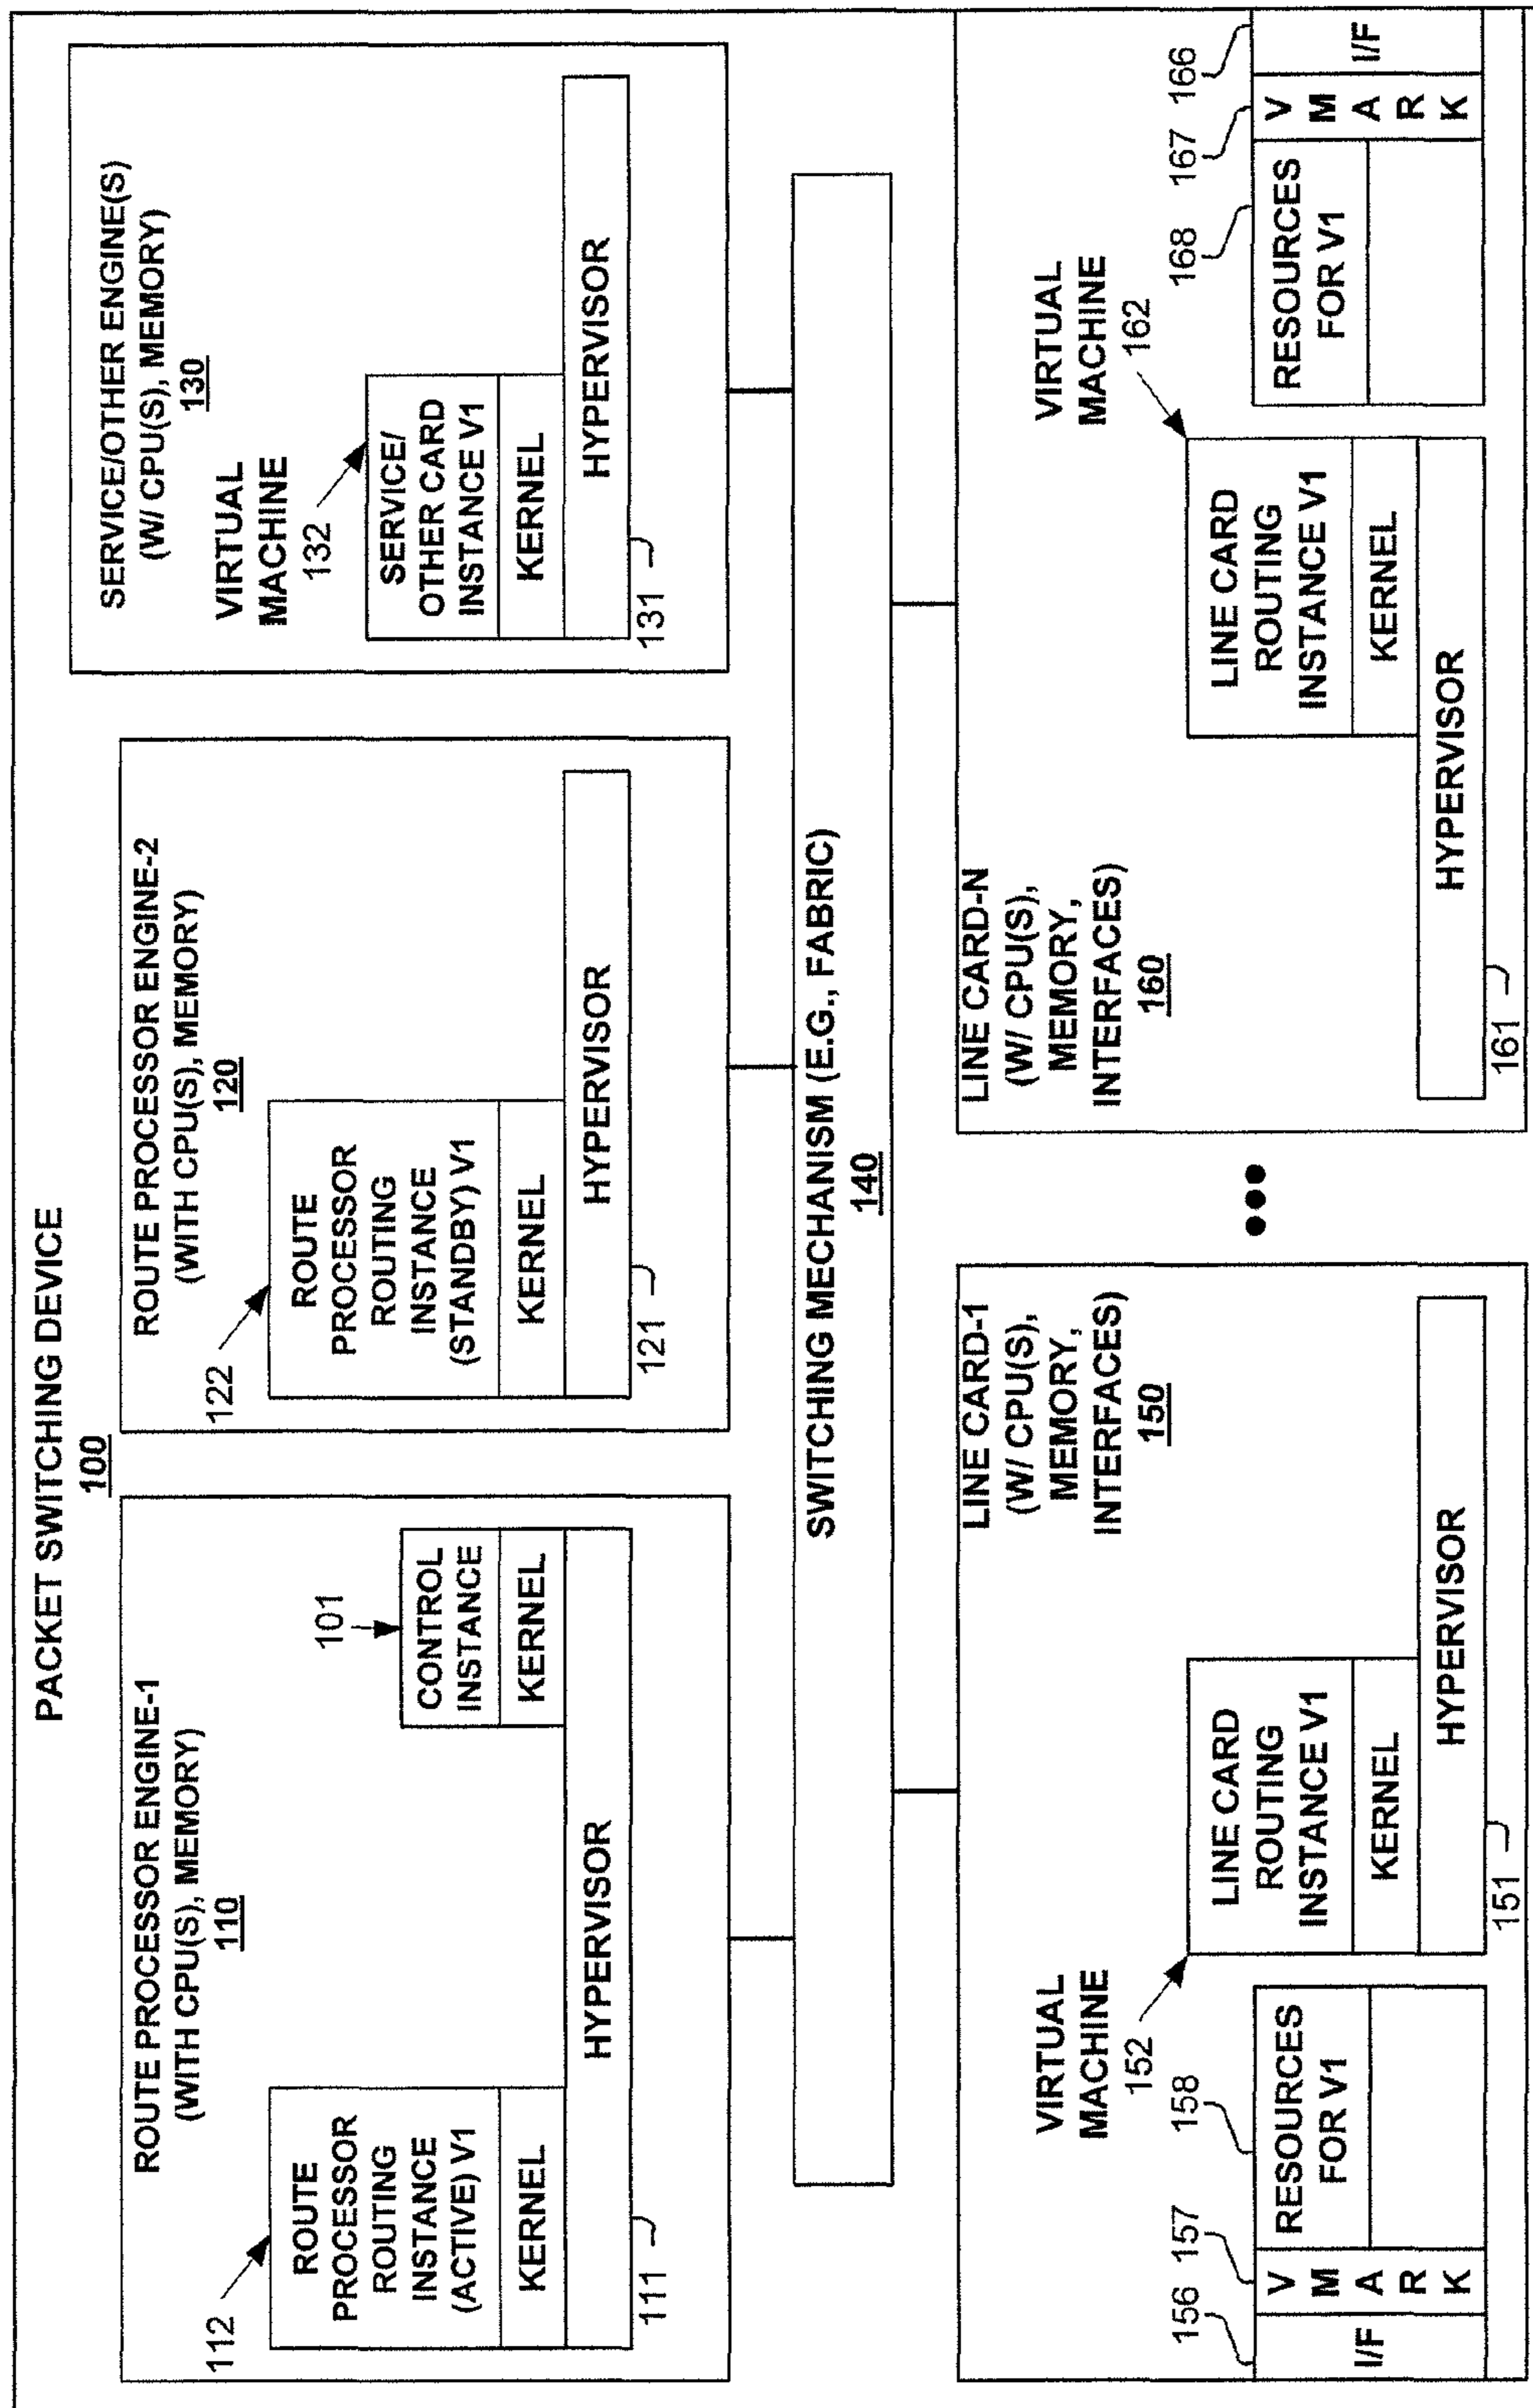 PACKET SWITCHING DEVICE
100
ROUTE PROCESSOR ENGINE-1
(WITH CPU(S), MEMORY)
110
112
ROUTE
PROCESSOR
ROUTING
INSTANCE
(ACTIVE) V1
KERNEL
101
CONTROL
INSTANCE
KERNEL
HYPERVISOR
111
ROUTE PROCESSOR ENGINE-2
(WITH CPU(S), MEMORY)
120
122
ROUTE
PROCESSOR
ROUTING
INSTANCE
(STANDBY) V1
KERNEL
HYPERVISOR
121
SERVICE/OTHER ENGINE(S)
(W/ CPU(S), MEMORY)
130
VIRTUAL
MACHINE
132
SERVICE/
OTHER CARD
INSTANCE V1
KERNEL
HYPERVISOR
131
SWITCHING MECHANISM (E.G., FABRIC)
140
LINE CARD-1
(W/ CPU(S),
MEMORY,
INTERFACES)
150
VIRTUAL
MACHINE
152
156
157
158
I/F
V
M
A
R
K
RESOURCES
FOR V1
LINE CARD
ROUTING
INSTANCE V1
KERNEL
HYPERVISOR
151
LINE CARD-N
(W/ CPU(S),
MEMORY,
INTERFACES)
160
VIRTUAL
MACHINE
162
LINE CARD
ROUTING
INSTANCE V1
KERNEL
HYPERVISOR
161
168
167
166
RESOURCES
FOR V1
V
M
A
R
K
I/F